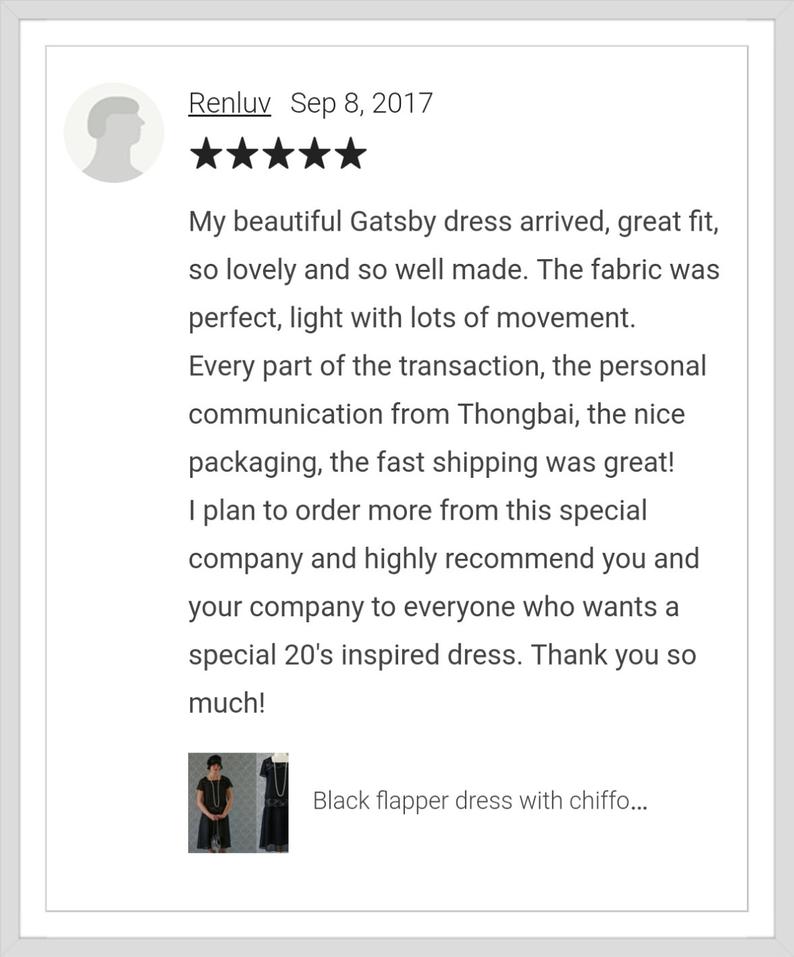 Renluv Sep 8, 2017
My beautiful Gatsby dress arrived, great fit,
so lovely and so well made. The fabric was
perfect, light with lots of movement.
Every part of the transaction, the personal
communication from Thongbai, the nice
packaging, the fast shipping was great!
I plan to order more from this special
company and highly recommend you and
your company to everyone who wants a
special 20's inspired dress. Thank you so
much!
Black flapper dress with chiffo...